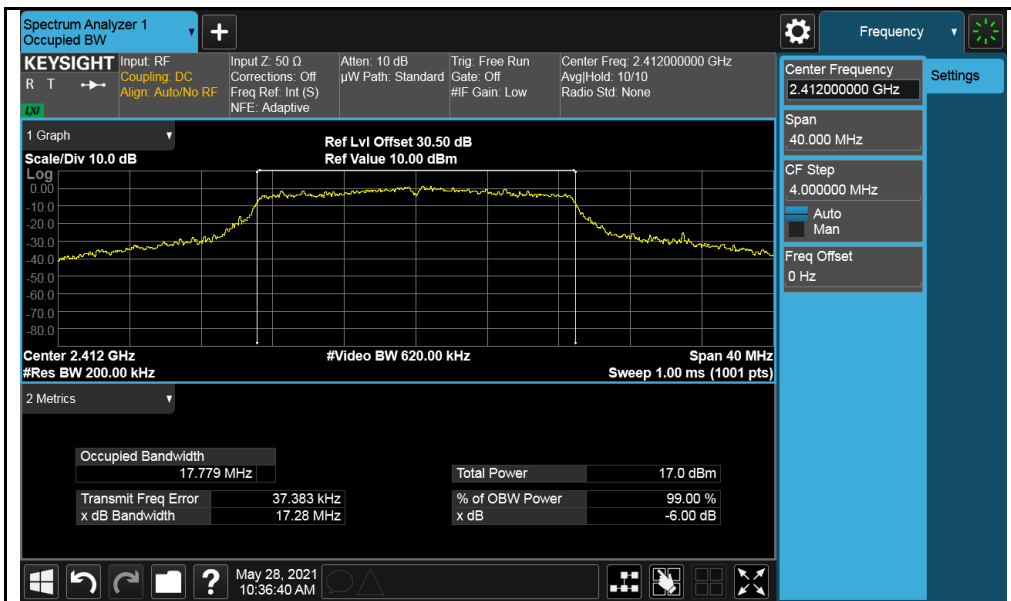 Spectrum Analyzer 1
Occupied BW
Frequency
KEYSIGHT
R T
LXI
Input: RF
Coupling: DC
Align: Auto/No RF
Input Z: 50 Ω
Corrections: Off
Freq Ref: Int (S)
NFE: Adaptive
Atten: 10 dB
µW Path: Standard
Trig: Free Run
Gate: Off
#IF Gain: Low
Center Freq: 2.412000000 GHz
Avg|Hold: 10/10
Radio Std: None
Center Frequency
2.412000000 GHz
Settings
Span
40.000 MHz
CF Step
4.000000 MHz
Auto
Man
Freq Offset
0 Hz
1 Graph
Scale/Div 10.0 dB
Ref Lvl Offset 30.50 dB
Ref Value 10.00 dBm
Log
0.00
-10.0
-20.0
-30.0
-40.0
-50.0
-60.0
-70.0
-80.0
Center 2.412 GHz
#Video BW 620.00 kHz
Span 40 MHz
#Res BW 200.00 kHz
Sweep 1.00 ms (1001 pts)
2 Metrics
Occupied Bandwidth
17.779 MHz
Total Power 17.0 dBm
Transmit Freq Error 37.383 kHz
% of OBW Power 99.00 %
x dB Bandwidth 17.28 MHz
x dB -6.00 dB
?
May 28, 2021
10:36:40 AM